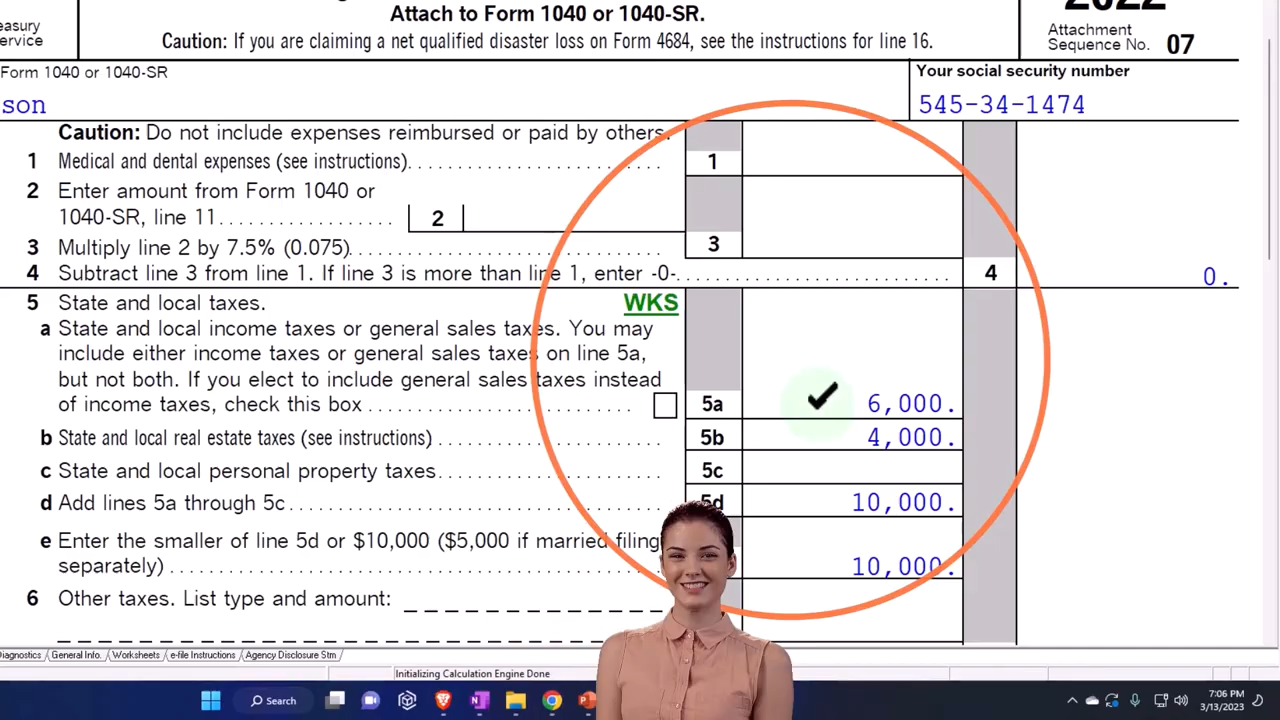 Attach to Form 1040 or 1040-SR.
Caution: If you are claiming a net qualified disaster loss on Form 4684, see the instructions for line 16.
Attachment
Sequence No. 07
Form 1040 or 1040-SR
Your social security number
son
545-34-1474
Caution: Do not include expenses reimbursed or paid by others.
1 Medical and dental expenses (see instructions) 1
2 Enter amount from Form 1040 or
1040-SR, line 11 2
3 Multiply line 2 by 7.5% (0.075) 3
4 Subtract line 3 from line 1. If line 3 is more than line 1, enter -0- 4 0.
5 State and local taxes. WKS
a State and local income taxes or general sales taxes. You may
include either income taxes or general sales taxes on line 5a,
but not both. If you elect to include general sales taxes instead
of income taxes, check this box 5a 6,000.
b State and local real estate taxes (see instructions) 5b 4,000.
c State and local personal property taxes 5c
d Add lines 5a through 5c 5d 10,000.
e Enter the smaller of line 5d or $10,000 ($5,000 if married filing
separately) 10,000.
6 Other taxes. List type and amount:
General Info. Worksheets e-file Instructions Agency Disclosure Stm
Initializing Calculation Engine Done
Search
7:06 PM
3/13/2023